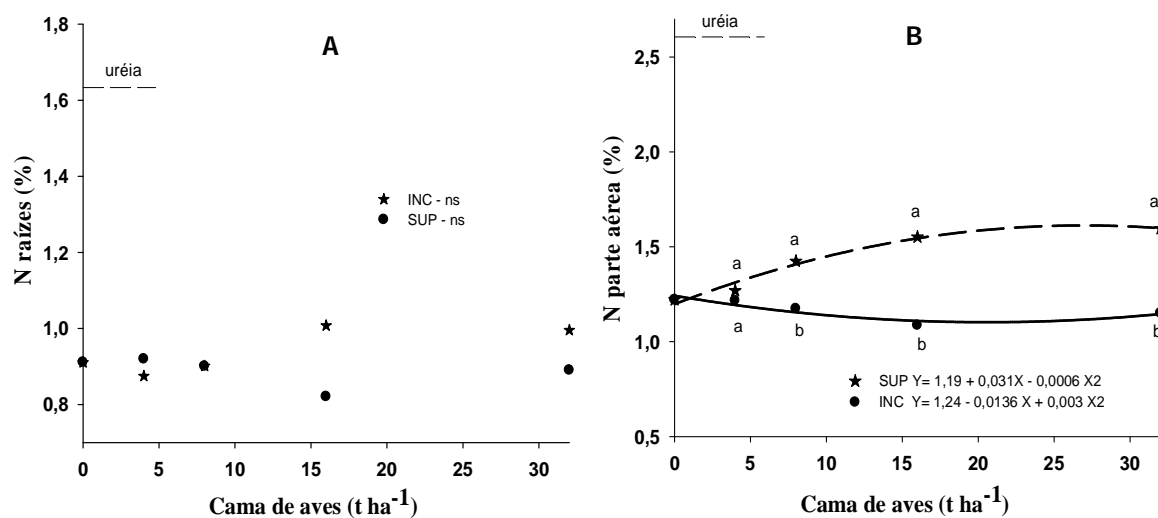 A
uréia
1,8
1,6
1,4
1,2
1,0
0,8
N raízes (%)
INC - ns
SUP - ns
0 5 10 15 20 25 30
Cama de aves (t ha-1)
B
uréia
2,5
2,0
1,5
1,0
0,5
N parte aérea (%)
a a a a
a b b b
SUP Y= 1,19 + 0,031X - 0,0006 X2
INC Y= 1,24 - 0,0136 X + 0,003 X2
0 5 10 15 20 25 30
Cama de aves (t ha-1)